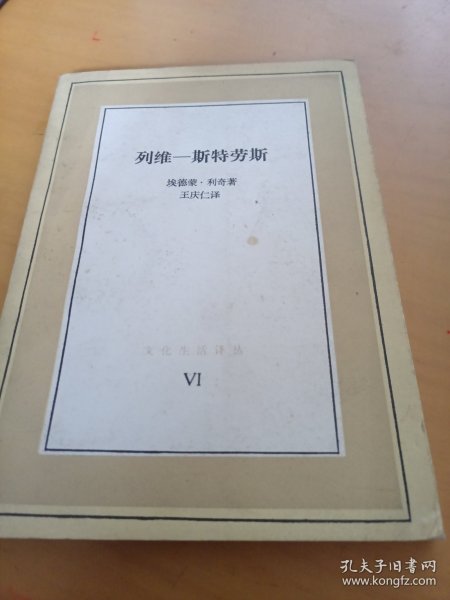 列维—斯特劳斯
埃德蒙·利奇著
王庆仁译
文化生活译丛
VI
孔夫子旧书网
www.kongfz.com